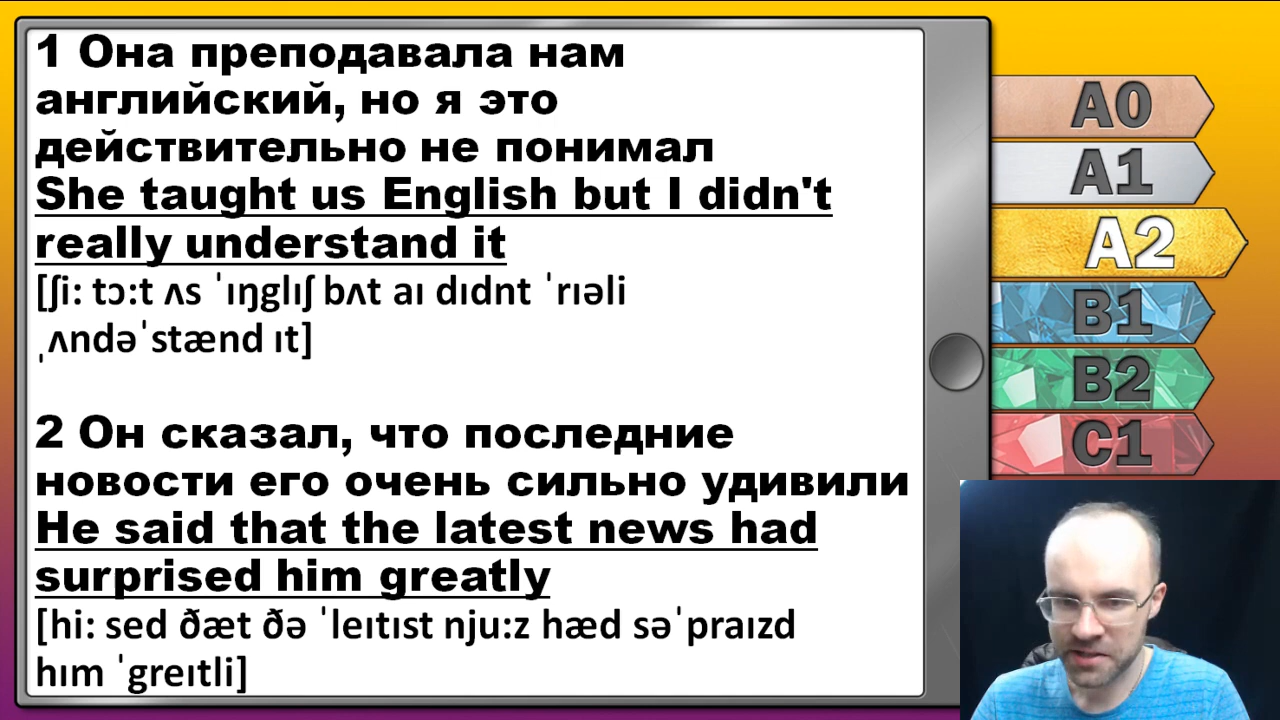 1 Она преподавала нам
английский, но я это
действительно не понимал
She taught us English but I didn't
really understand it
[ʃi: tɔ:t ʌs ˈɪŋglɪʃ bʌt aɪ dɪdnt ˈrɪəli
ˌʌndəˈstænd ɪt]
2 Он сказал, что последние
новости его очень сильно удивили
He said that the latest news had
surprised him greatly
[hi: sed ðæt ðə ˈleɪtɪst nju:z hæd səˈpraɪzd
hɪm ˈgreɪtli]
A0
A1
A2
B1
B2
C1